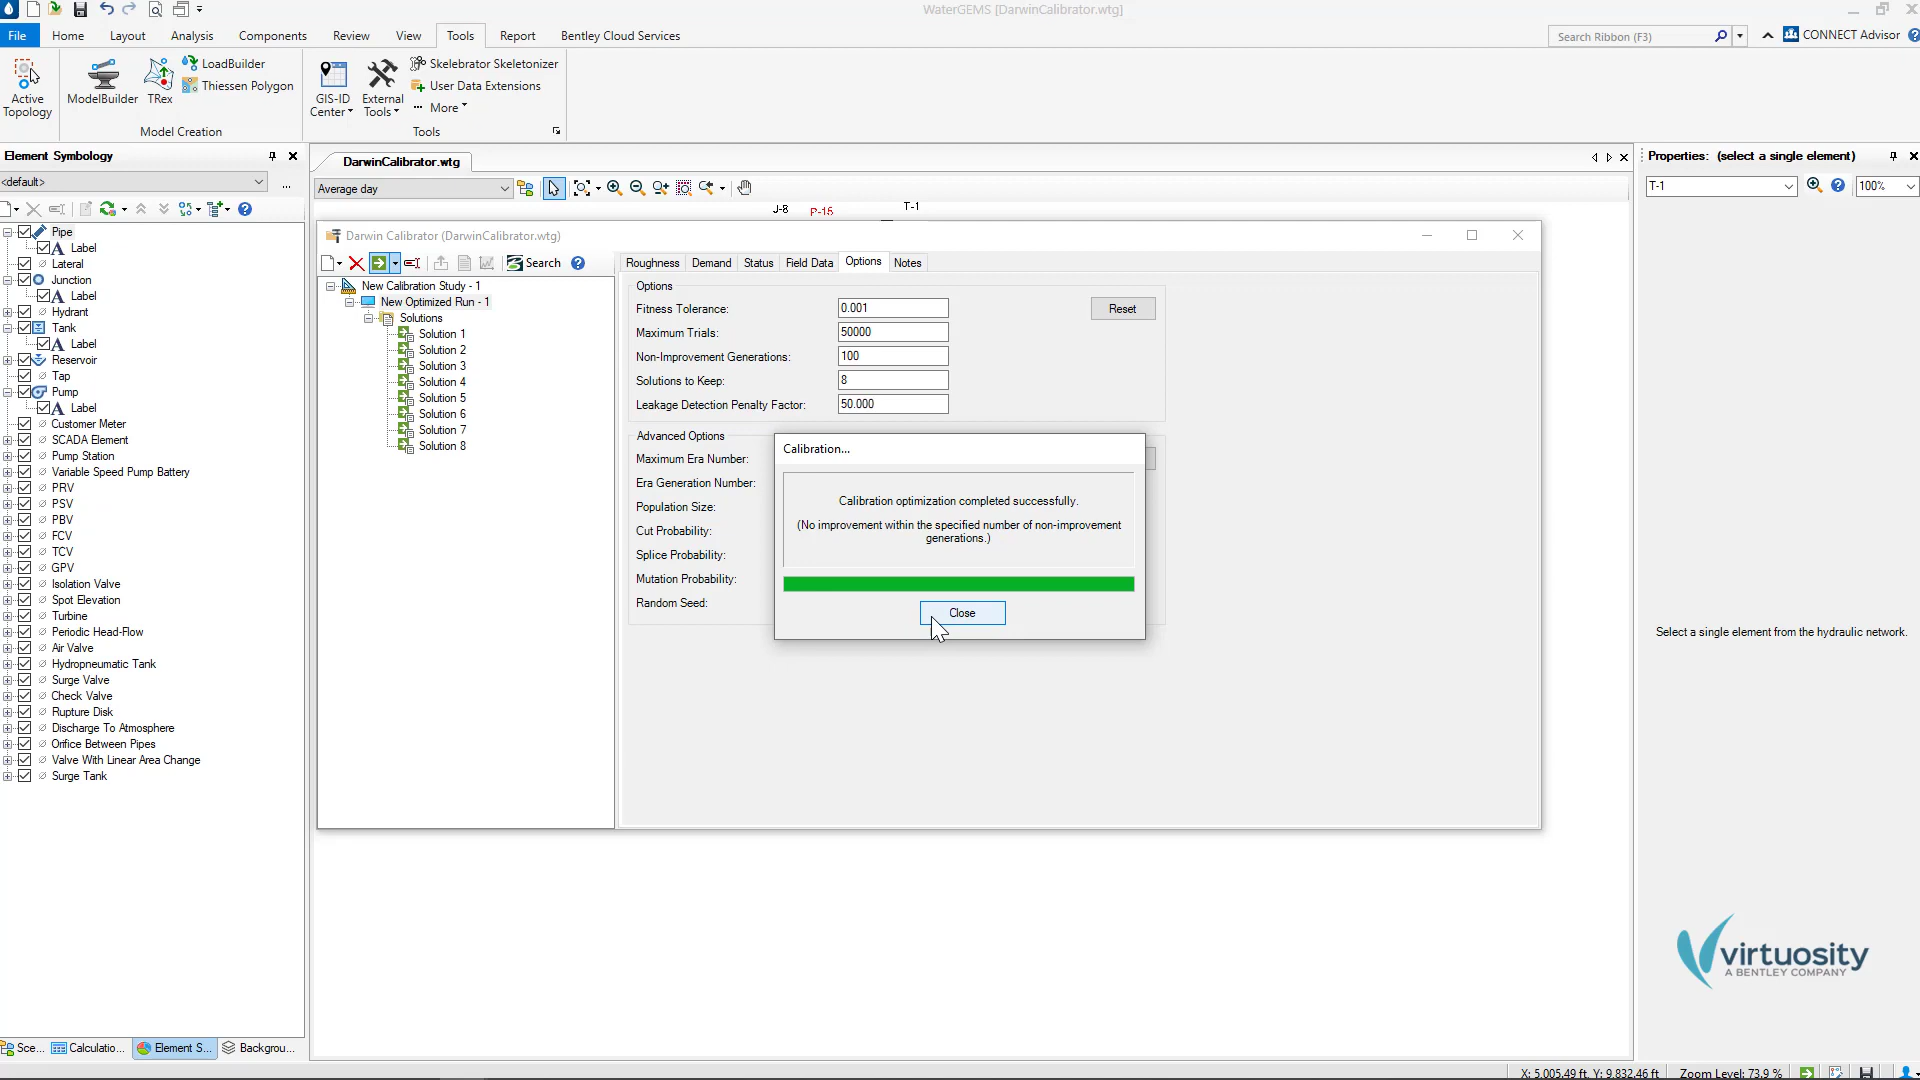 WaterGEMS [DarwinCalibrator.wtg]
File Home Layout Analysis Components Review View Tools Report Bentley Cloud Services
Search Ribbon (F3)
CONNECT Advisor
Active Topology
ModelBuilder
TRex
LoadBuilder
Thiessen Polygon
Model Creation
GIS-ID Center
External Tools
Skelebrator Skeletonizer
User Data Extensions
More
Tools
Element Symbology
<default>
...
Pipe
Label
Lateral
Junction
Label
Hydrant
Tank
Label
Reservoir
Tap
Pump
Label
Customer Meter
SCADA Element
Pump Station
Variable Speed Pump Battery
PRV
PSV
PBV
FCV
TCV
GPV
Isolation Valve
Spot Elevation
Turbine
Periodic Head-Flow
Air Valve
Hydropneumatic Tank
Surge Valve
Check Valve
Rupture Disk
Discharge To Atmosphere
Orifice Between Pipes
Valve With Linear Area Change
Surge Tank
Sce... Calculatio... Element S... Backgrou...
DarwinCalibrator.wtg
Average day
J-8 P-15 T-1
Darwin Calibrator (DarwinCalibrator.wtg)
Search
New Calibration Study - 1
New Optimized Run - 1
Solutions
Solution 1
Solution 2
Solution 3
Solution 4
Solution 5
Solution 6
Solution 7
Solution 8
Roughness Demand Status Field Data Options Notes
Options
Fitness Tolerance: 0.001 Reset
Maximum Trials: 50000
Non-Improvement Generations: 100
Solutions to Keep: 8
Leakage Detection Penalty Factor: 50.000
Advanced Options
Maximum Era Number:
Era Generation Number:
Population Size:
Cut Probability:
Splice Probability:
Mutation Probability:
Random Seed:
Calibration...
Calibration optimization completed successfully.
(No improvement within the specified number of non-improvement
generations.)
Close
Properties: (select a single element)
T-1
100%
Select a single element from the hydraulic network.
virtuosity
A BENTLEY COMPANY
X: 5,005.49 ft, Y: 9,832.46 ft Zoom Level: 73.9 %